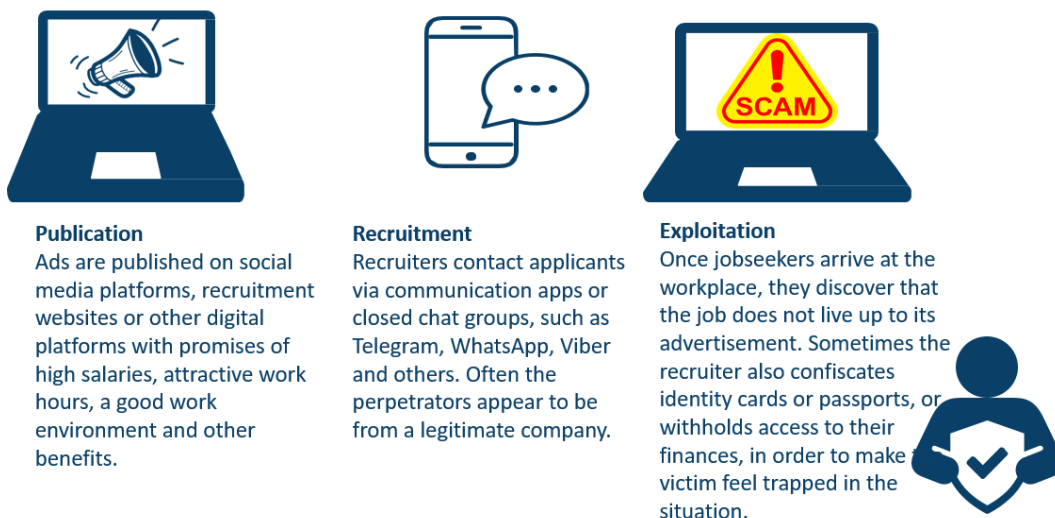 SCAM
Publication
Ads are published on social
media platforms, recruitment
websites or other digital
platforms with promises of
high salaries, attractive work
hours, a good work
environment and other
benefits.
Recruitment
Recruiters contact applicants
via communication apps or
closed chat groups, such as
Telegram, WhatsApp, Viber
and others. Often the
perpetrators appear to be
from a legitimate company.
Exploitation
Once jobseekers arrive at the
workplace, they discover that
the job does not live up to its
advertisement. Sometimes the
recruiter also confiscates
identity cards or passports, or
withholds access to their
finances, in order to make
victim feel trapped in the
situation.